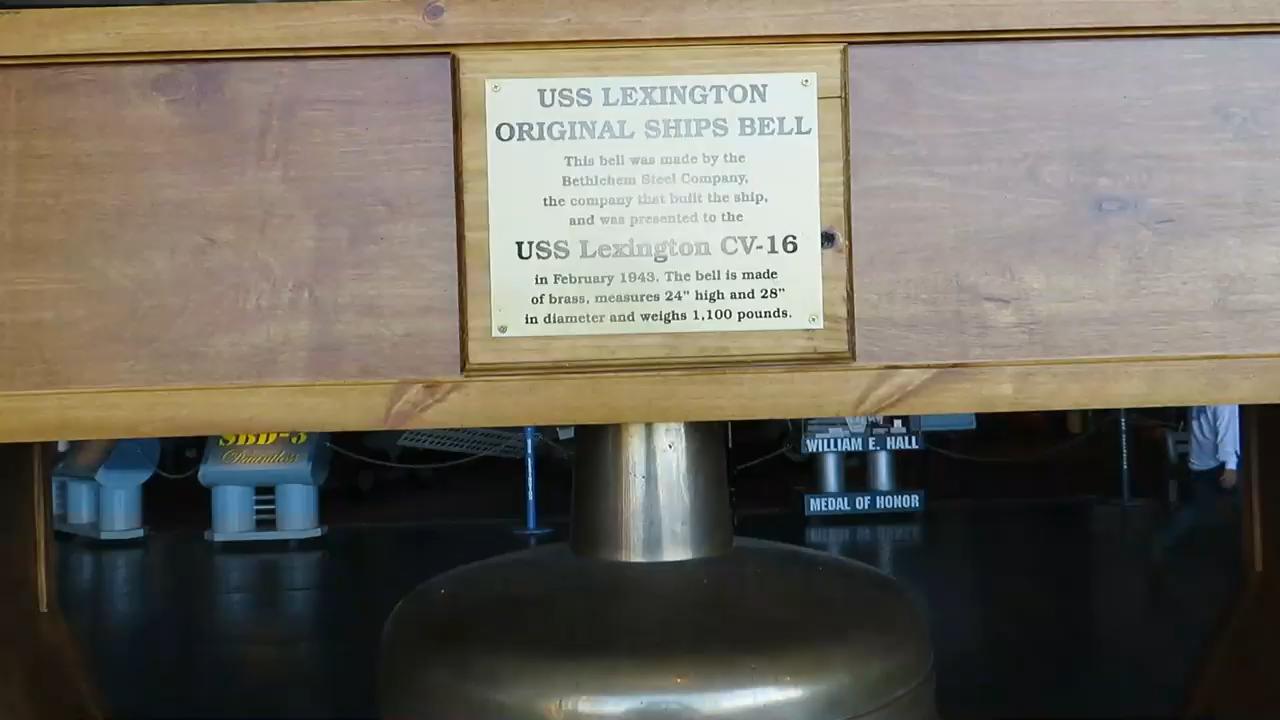 USS LEXINGTON
ORIGINAL SHIPS BELL
This bell was made by the
Bethlehem Steel Company,
the company that built the ship,
and was presented to the
USS Lexington CV-16
in February 1943. The bell is made
of brass, measures 24" high and 28"
in diameter and weighs 1,100 pounds.
SBD-3
Dauntless
WILLIAM E. HALL
MEDAL OF HONOR